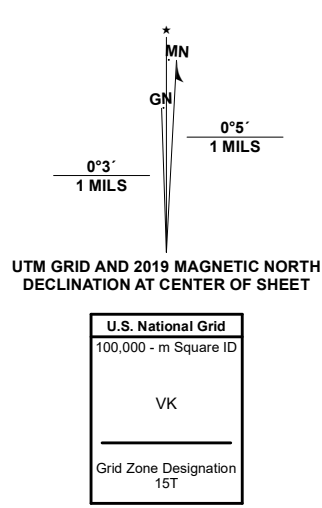 ★
MN
GN
0°5´
1 MILS
0°3´
1 MILS
UTM GRID AND 2019 MAGNETIC NORTH
DECLINATION AT CENTER OF SHEET
U.S. National Grid
100,000 - m Square ID
VK
Grid Zone Designation
15T